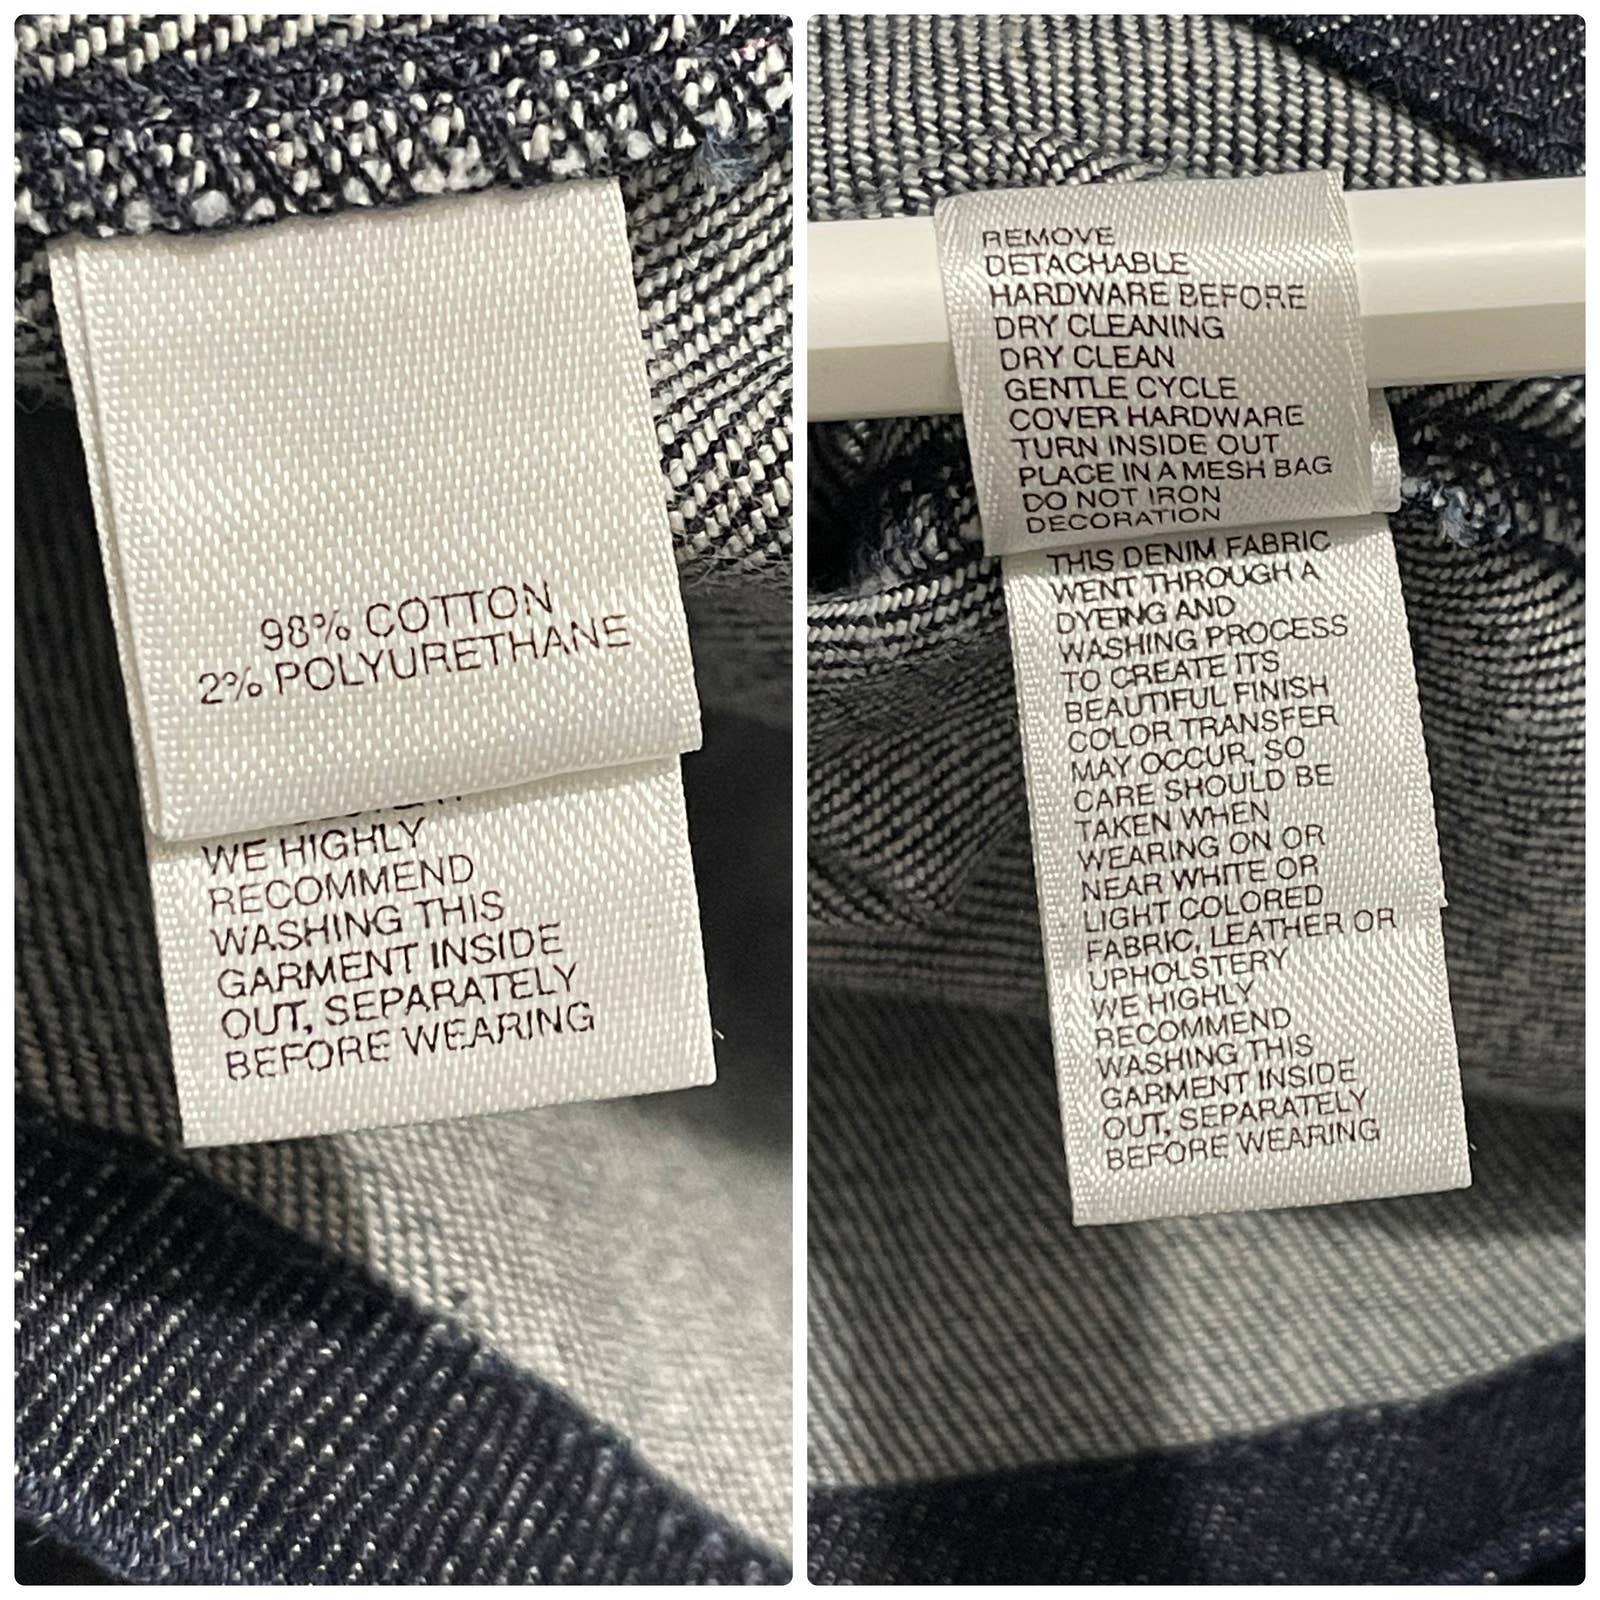 98% COTTON
2% POLYURETHANE
WE HIGHLY
RECOMMEND
WASHING THIS
GARMENT INSIDE
OUT, SEPARATELY
BEFORE WEARING
REMOVE
DETACHABLE
HARDWARE BEFORE
DRY CLEANING
DRY CLEAN
GENTLE CYCLE
COVER HARDWARE
TURN INSIDE OUT
PLACE IN A MESH BAG
DO NOT IRON
DECORATION
THIS DENIM FABRIC
WENT THROUGH A
DYEING AND
WASHING PROCESS
TO CREATE ITS
BEAUTIFUL FINISH
COLOR TRANSFER
MAY OCCUR, SO
CARE SHOULD BE
TAKEN WHEN
WEARING ON OR
NEAR WHITE OR
LIGHT COLORED
FABRIC, LEATHER OR
UPHOLSTERY
WE HIGHLY
RECOMMEND
WASHING THIS
GARMENT INSIDE
OUT, SEPARATELY
BEFORE WEARING